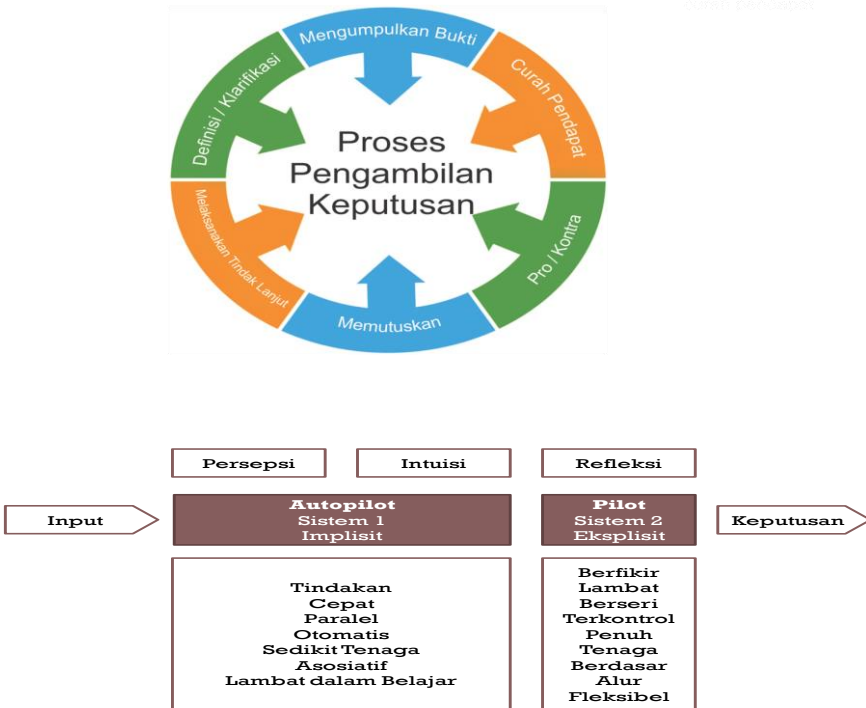 Mengumpulkan Bukti
Curah Pendapat
Pro / Kontra
Memutuskan
Melaksanakan Tindak Lanjut
Definisi / Klarifikasi
Proses
Pengambilan
Keputusan
Persepsi
Intuisi
Refleksi
Input
Autopilot
Sistem 1
Implisit
Pilot
Sistem 2
Eksplisit
Keputusan
Tindakan
Cepat
Paralel
Otomatis
Sedikit Tenaga
Asosiatif
Lambat dalam Belajar
Berfikir
Lambat
Berseri
Terkontrol
Penuh
Tenaga
Berdasar
Alur
Fleksibel